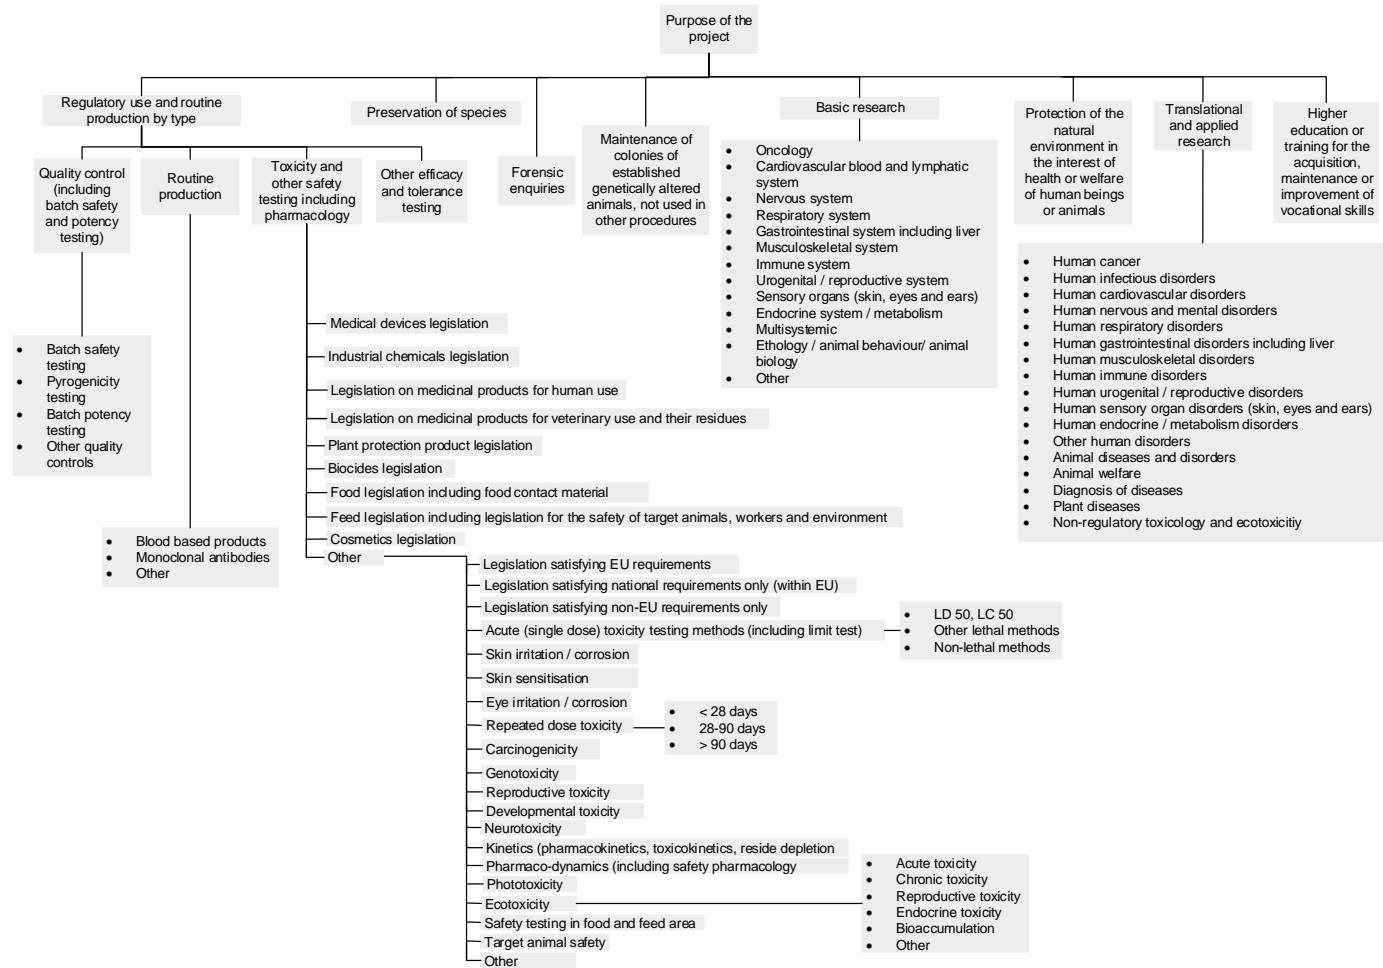 Purpose of the
project
Regulatory use and routine
production by type
Preservation of species
Forensic
enquiries
Maintenance of
colonies of
established
genetically altered
animals, not used in
other procedures
Basic research
Protection of the
natural
environment in
the interest of
health or welfare
of human beings
or animals
Translational
and applied
research
Higher
education or
training for the
acquisition,
maintenance or
improvement of
vocational skills
Quality control
(including
batch safety
and potency
testing)
Routine
production
Toxicity and
other safety
testing including
pharmacology
Other efficacy
and tolerance
testing
• Oncology
• Cardiovascular blood and lymphatic
system
• Nervous system
• Respiratory system
• Gastrointestinal system including liver
• Musculoskeletal system
• Immune system
• Urogenital / reproductive system
• Sensory organs (skin, eyes and ears)
• Endocrine system / metabolism
• Multisystemic
• Ethology / animal behaviour/ animal
biology
• Other
• Human cancer
• Human infectious disorders
• Human cardiovascular disorders
• Human nervous and mental disorders
• Human respiratory disorders
• Human gastrointestinal disorders including liver
• Human musculoskeletal disorders
• Human immune disorders
• Human urogenital / reproductive disorders
• Human sensory organ disorders (skin, eyes and ears)
• Human endocrine / metabolism disorders
• Other human disorders
• Animal diseases and disorders
• Animal welfare
• Diagnosis of diseases
• Plant diseases
• Non-regulatory toxicology and ecotoxicitiy
• Batch safety
testing
• Pyrogenicity
testing
• Batch potency
testing
• Other quality
controls
• Blood based products
• Monoclonal antibodies
• Other
Medical devices legislation
Industrial chemicals legislation
Legislation on medicinal products for human use
Legislation on medicinal products for veterinary use and their residues
Plant protection product legislation
Biocides legislation
Food legislation including food contact material
Feed legislation including legislation for the safety of target animals, workers and environment
Cosmetics legislation
Other
Legislation satisfying EU requirements
Legislation satisfying national requirements only (within EU)
Legislation satisfying non-EU requirements only
Acute (single dose) toxicity testing methods (including limit test)
• LD 50, LC 50
• Other lethal methods
• Non-lethal methods
Skin irritation / corrosion
Skin sensitisation
Eye irritation / corrosion
Repeated dose toxicity
• < 28 days
• 28-90 days
• > 90 days
Carcinogenicity
Genotoxicity
Reproductive toxicity
Developmental toxicity
Neurotoxicity
Kinetics (pharmacokinetics, toxicokinetics, reside depletion
Pharmaco-dynamics (including safety pharmacology
Phototoxicity
Ecotoxicity
• Acute toxicity
• Chronic toxicity
• Reproductive toxicity
• Endocrine toxicity
• Bioaccumulation
• Other
Safety testing in food and feed area
Target animal safety
Other